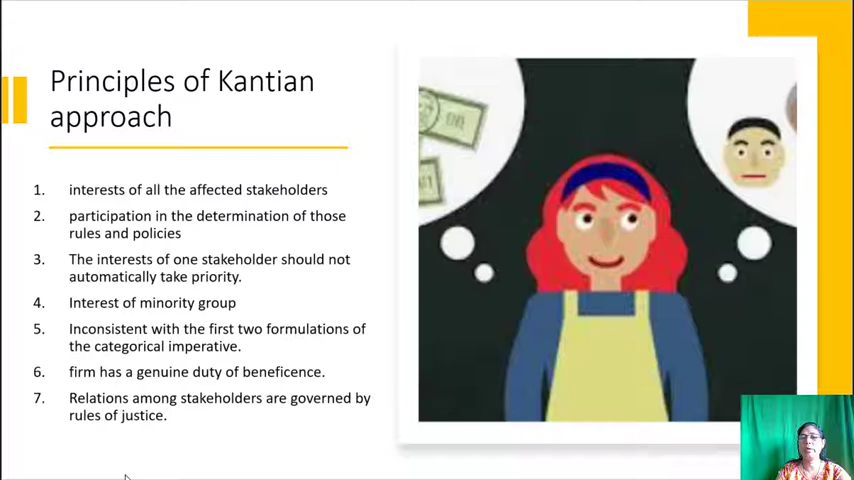 Principles of Kantian
approach
1. interests of all the affected stakeholders
2. participation in the determination of those
rules and policies
3. The interests of one stakeholder should not
automatically take priority.
4. Interest of minority group
5. Inconsistent with the first two formulations of
the categorical imperative.
6. firm has a genuine duty of beneficence.
7. Relations among stakeholders are governed by
rules of justice.